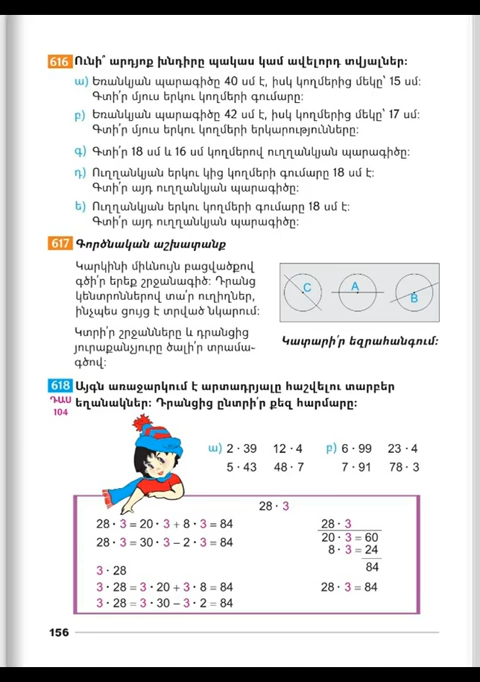 616 Ունի՞ արդյոք խնդիրը պակաս կամ ավելորդ տվյալներ:
ա) Եռանկյան պարագիծը 40 սմ է, իսկ կողմերից մեկը՝ 15 սմ:
Գտի՛ր մյուս երկու կողմերի գումարը:
բ) Եռանկյան պարագիծը 42 սմ է, իսկ կողմերից մեկը՝ 17 սմ:
Գտի՛ր մյուս երկու կողմերի երկարությունները:
գ) Գտի՛ր 18 սմ և 16 սմ կողմերով ուղղանկյան պարագիծը:
դ) Ուղղանկյան երկու կից կողմերի գումարը 18 սմ է:
Գտի՛ր այդ ուղղանկյան պարագիծը:
ե) Ուղղանկյան երկու կողմերի գումարը 18 սմ է:
Գտի՛ր այդ ուղղանկյան պարագիծը:
617 Գործնական աշխատանք
Կարկինի միևնույն բացվածքով
գծի՛ր երեք շրջանագիծ: Դրանց
կենտրոններով տա՛ր ուղիղներ,
ինչպես ցույց է տրված նկարում:
Կտրի՛ր շրջանները և դրանցից
յուրաքանչյուրը ծալի՛ր տրամա-
գծով:
C A B
Կատարի՛ր եզրահանգում:
618 Այգն առաջարկում է արտադրյալը հաշվելու տարբեր
ԴԱՍ 104
եղանակներ: Դրանցից ընտրի՛ր քեզ հարմարը:
ա) 2 · 39 12 · 4 բ) 6 · 99 23 · 4
5 · 43 48 · 7 7 · 91 78 · 3
28 · 3
28 · 3 = 20 · 3 + 8 · 3 = 84
28 · 3 = 30 · 3 – 2 · 3 = 84
3 · 28
3 · 28 = 3 · 20 + 3 · 8 = 84
3 · 28 = 3 · 30 – 3 · 2 = 84
28 · 3
20 · 3 = 60
8 · 3 = 24
84
28 · 3 = 84
156